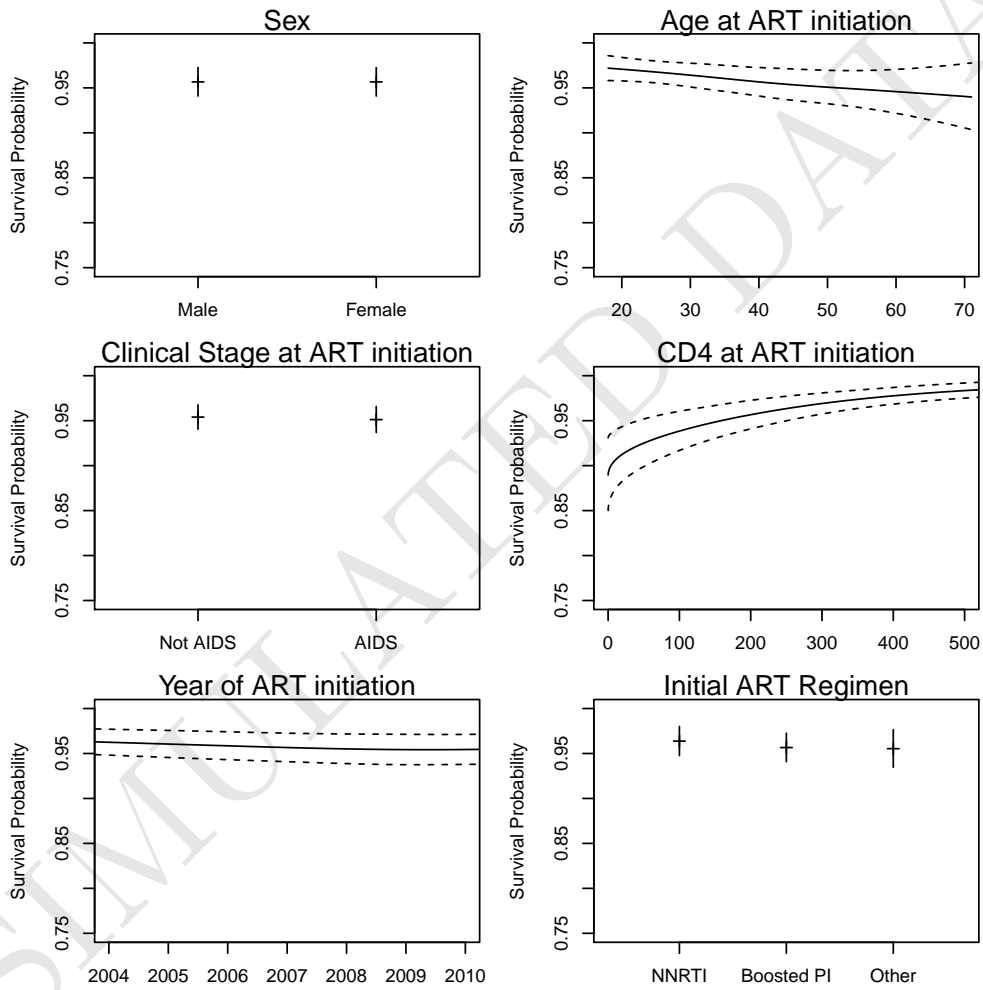 Sex
Survival Probability
0.75 0.85 0.95
Male Female
Age at ART initiation
Survival Probability
0.75 0.85 0.95
20 30 40 50 60 70
Clinical Stage at ART initiation
Survival Probability
0.75 0.85 0.95
Not AIDS AIDS
CD4 at ART initiation
Survival Probability
0.75 0.85 0.95
0 100 200 300 400 500
Year of ART initiation
Survival Probability
0.75 0.85 0.95
2004 2005 2006 2007 2008 2009 2010
Initial ART Regimen
Survival Probability
0.75 0.85 0.95
NNRTI Boosted PI Other
SIMULATED DATA